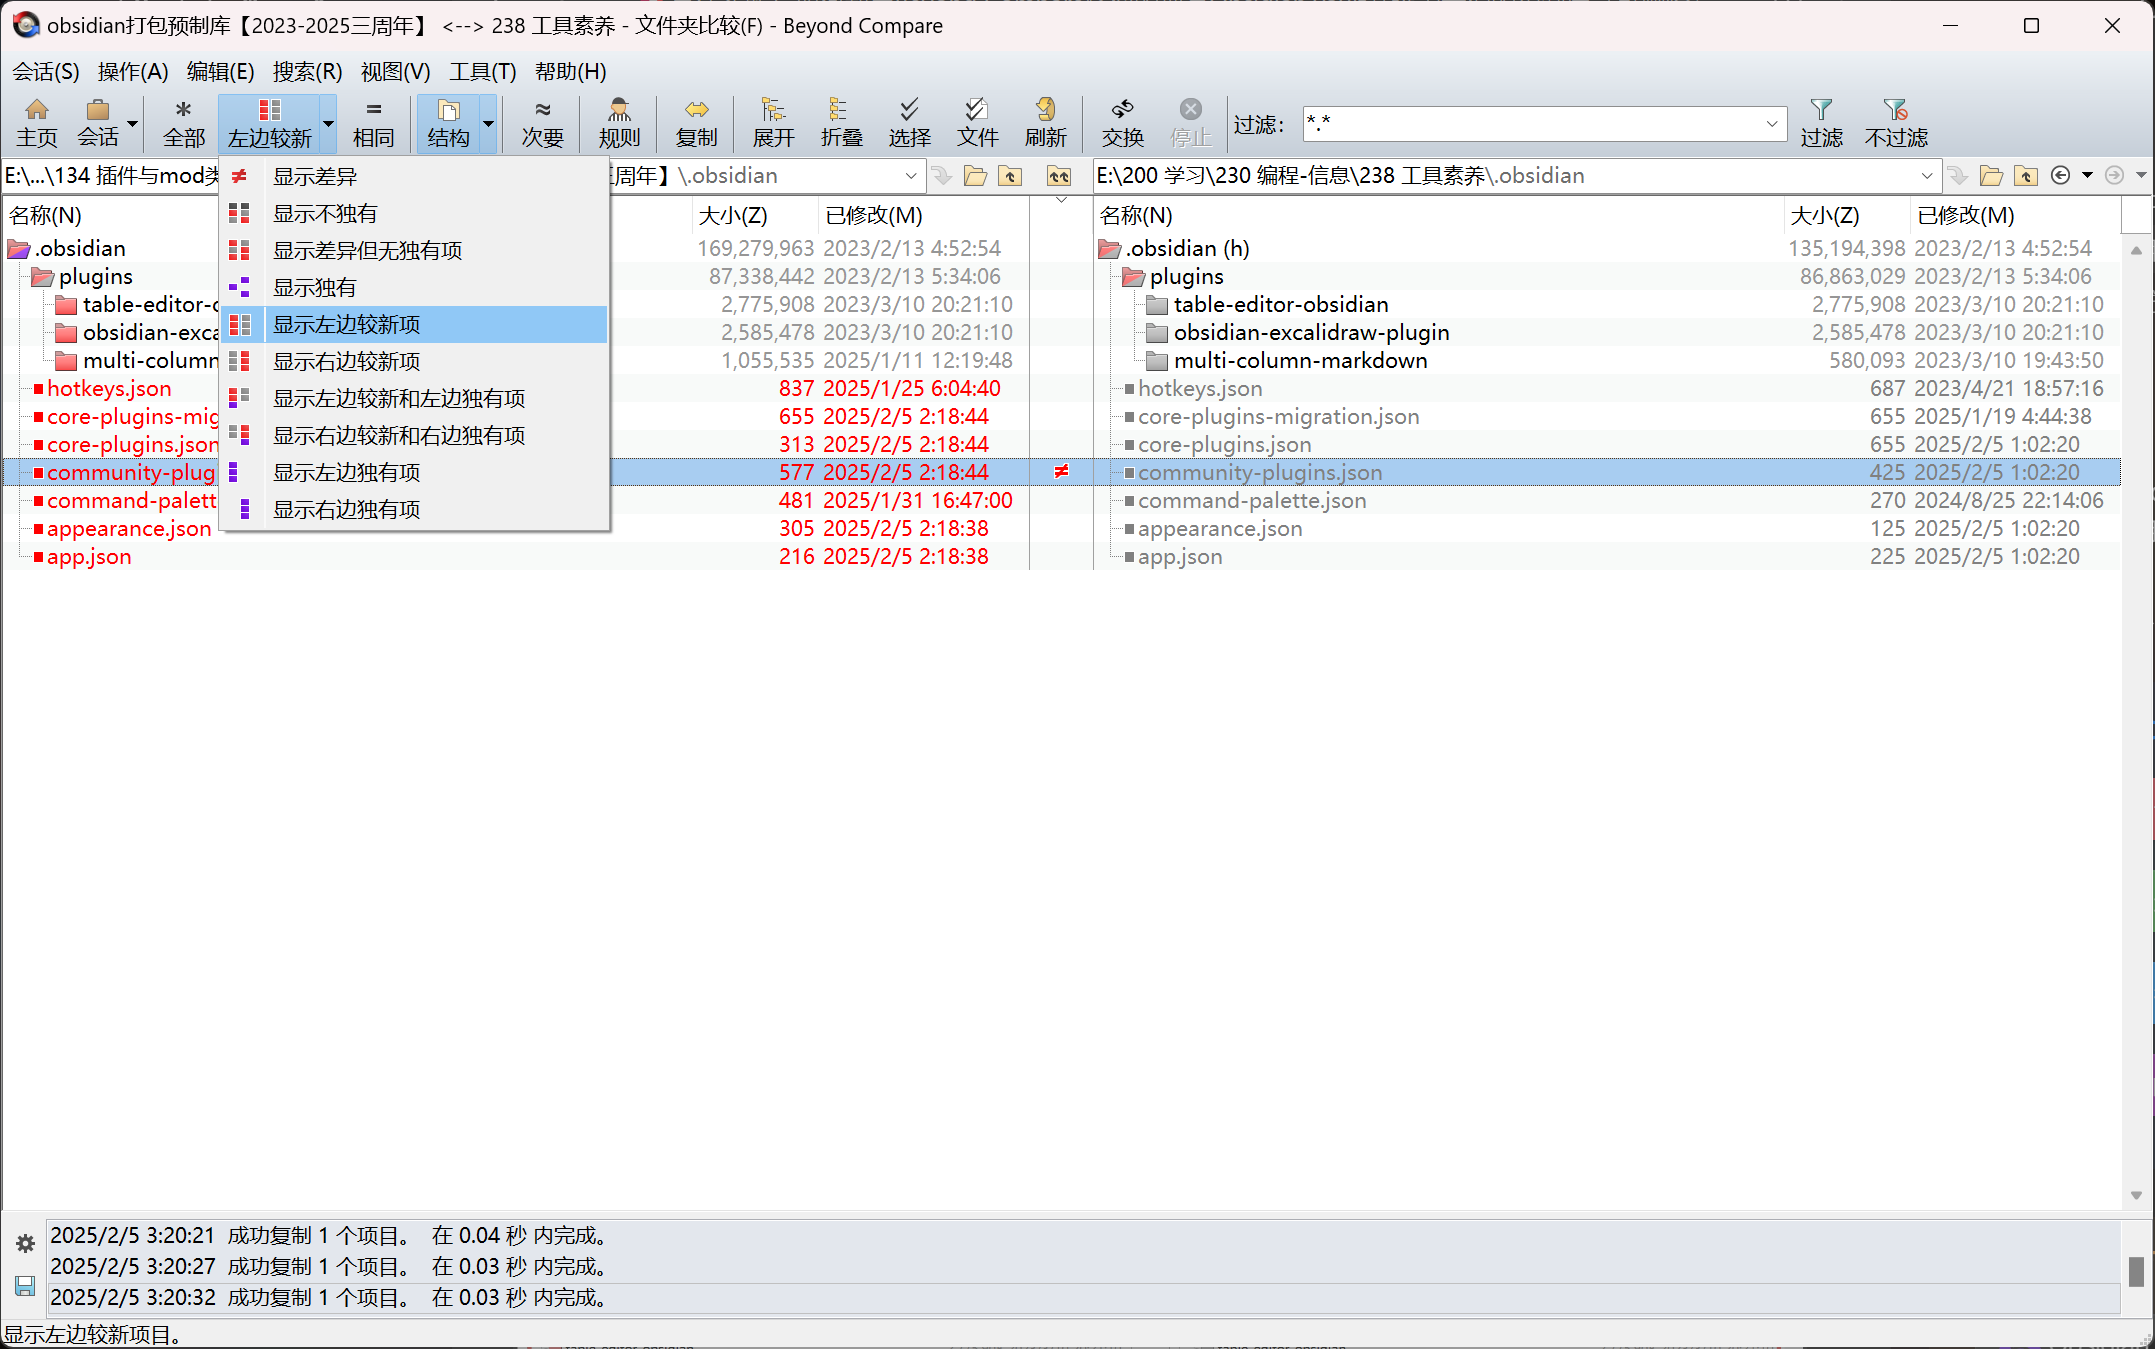 obsidian打包预制库【2023-2025三周年】 <--> 238 工具素养 - 文件夹比较(F) - Beyond Compare
会话(S) 操作(A) 编辑(E) 搜索(R) 视图(V) 工具(T) 帮助(H)
主页 会话 全部 左边较新 相同 结构 次要 规则 复制 展开 折叠 选择 文件 刷新 交换 停止 过滤: *.* 过滤 不过滤
E:\...\134 插件与mod类 三周年】\.obsidian E:\200 学习\230 编程-信息\238 工具素养\.obsidian
显示差异
显示不独有
显示差异但无独有项
显示独有
显示左边较新项
显示右边较新项
显示左边较新和左边独有项
显示右边较新和右边独有项
显示左边独有项
显示右边独有项
名称(N) 大小(Z) 已修改(M) 名称(N) 大小(Z) 已修改(M)
.obsidian 169,279,963 2023/2/13 4:52:54 .obsidian (h) 135,194,398 2023/2/13 4:52:54
plugins 87,338,442 2023/2/13 5:34:06 plugins 86,863,029 2023/2/13 5:34:06
table-editor-o 2,775,908 2023/3/10 20:21:10 table-editor-obsidian 2,775,908 2023/3/10 20:21:10
obsidian-exca 2,585,478 2023/3/10 20:21:10 obsidian-excalidraw-plugin 2,585,478 2023/3/10 20:21:10
multi-column 1,055,535 2025/1/11 12:19:48 multi-column-markdown 580,093 2023/3/10 19:43:50
hotkeys.json 837 2025/1/25 6:04:40 hotkeys.json 687 2023/4/21 18:57:16
core-plugins-mig 655 2025/2/5 2:18:44 core-plugins-migration.json 655 2025/1/19 4:44:38
core-plugins.json 313 2025/2/5 2:18:44 core-plugins.json 655 2025/2/5 1:02:20
community-plug 577 2025/2/5 2:18:44 ≠ community-plugins.json 425 2025/2/5 1:02:20
command-palett 481 2025/1/31 16:47:00 command-palette.json 270 2024/8/25 22:14:06
appearance.json 305 2025/2/5 2:18:38 appearance.json 125 2025/2/5 1:02:20
app.json 216 2025/2/5 2:18:38 app.json 225 2025/2/5 1:02:20
2025/2/5 3:20:21 成功复制 1 个项目。 在 0.04 秒 内完成。
2025/2/5 3:20:27 成功复制 1 个项目。 在 0.03 秒 内完成。
2025/2/5 3:20:32 成功复制 1 个项目。 在 0.03 秒 内完成。
显示左边较新项目。